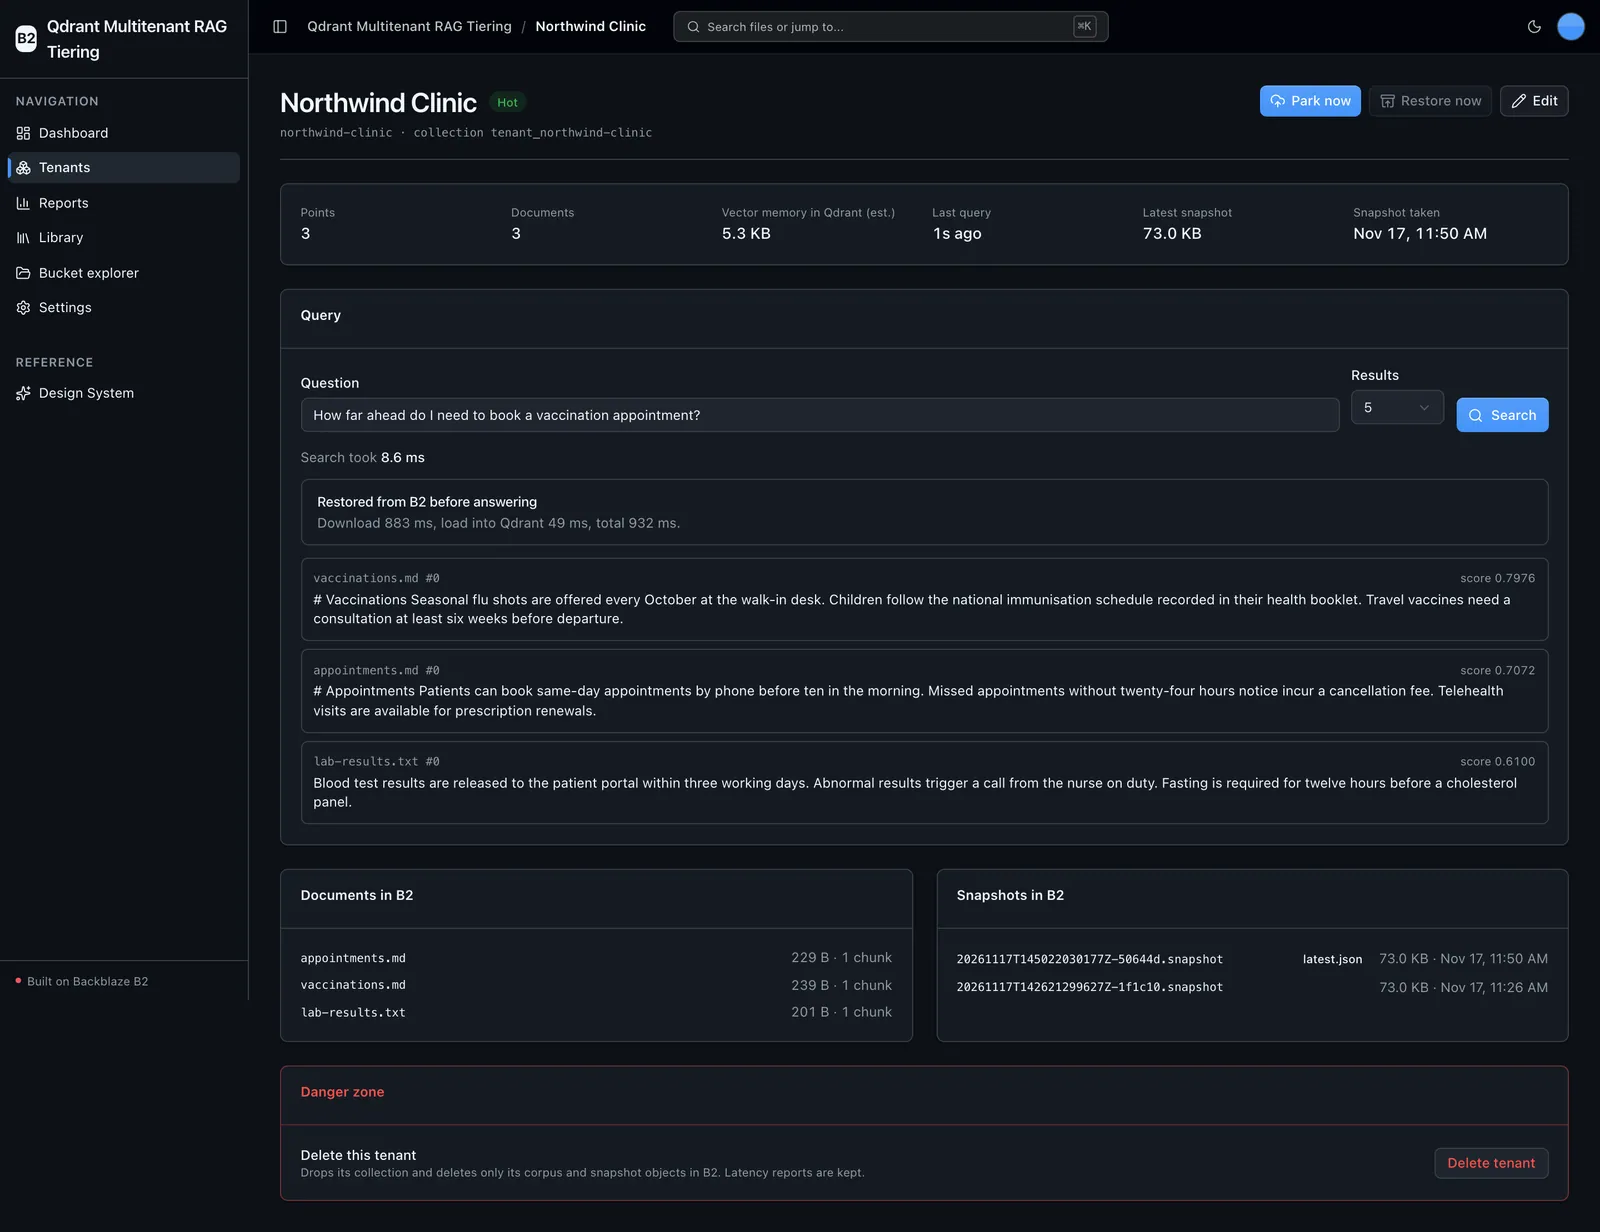 B2
Qdrant Multitenant RAG
Tiering
NAVIGATION
Dashboard
Tenants
Reports
Library
Bucket explorer
Settings
REFERENCE
Design System
Built on Backblaze B2
Qdrant Multitenant RAG Tiering / Northwind Clinic
Search files or jump to...
⌘K
Northwind Clinic
Hot
northwind-clinic · collection tenant_northwind-clinic
Park now
Restore now
Edit
Points
3
Documents
3
Vector memory in Qdrant (est.)
5.3 KB
Last query
1s ago
Latest snapshot
73.0 KB
Snapshot taken
Nov 17, 11:50 AM
Query
Question
How far ahead do I need to book a vaccination appointment?
Results
5
Search
Search took 8.6 ms
Restored from B2 before answering
Download 883 ms, load into Qdrant 49 ms, total 932 ms.
vaccinations.md #0
score 0.7976
# Vaccinations Seasonal flu shots are offered every October at the walk-in desk. Children follow the national immunisation schedule recorded in their health booklet. Travel vaccines need a
consultation at least six weeks before departure.
appointments.md #0
score 0.7072
# Appointments Patients can book same-day appointments by phone before ten in the morning. Missed appointments without twenty-four hours notice incur a cancellation fee. Telehealth
visits are available for prescription renewals.
lab-results.txt #0
score 0.6100
Blood test results are released to the patient portal within three working days. Abnormal results trigger a call from the nurse on duty. Fasting is required for twelve hours before a cholesterol
panel.
Documents in B2
appointments.md 229 B · 1 chunk
vaccinations.md 239 B · 1 chunk
lab-results.txt 201 B · 1 chunk
Snapshots in B2
20261117T145022030177Z-50644d.snapshot latest.json 73.0 KB · Nov 17, 11:50 AM
20261117T142621299627Z-1f1c10.snapshot 73.0 KB · Nov 17, 11:26 AM
Danger zone
Delete this tenant
Drops its collection and deletes only its corpus and snapshot objects in B2. Latency reports are kept.
Delete tenant